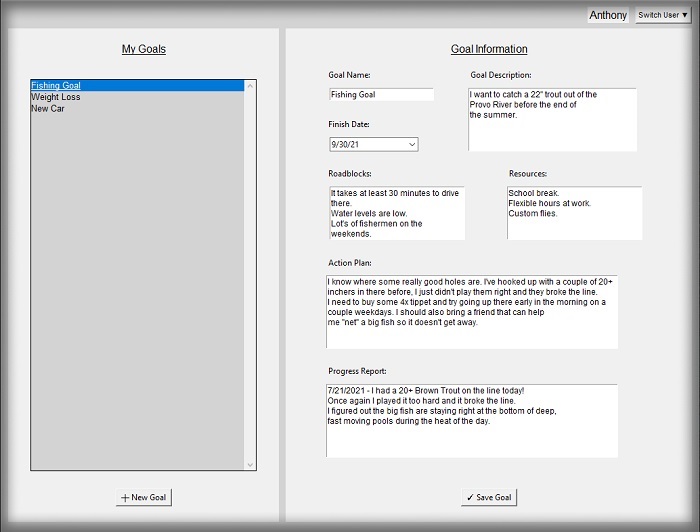 Anthony
Switch User ▼
My Goals
Fishing Goal
Weight Loss
New Car
+ New Goal
Goal Information
Goal Name:
Fishing Goal
Goal Description:
I want to catch a 22" trout out of the
Provo River before the end of
the summer.
Finish Date:
9/30/21
Roadblocks:
It takes at least 30 minutes to drive
there.
Water levels are low.
Lot's of fishermen on the
weekends.
Resources:
School break.
Flexible hours at work.
Custom flies.
Action Plan:
I know where some really good holes are. I've hooked up with a couple of 20+
inchers in there before, I just didn't play them right and they broke the line.
I need to buy some 4x tippet and try going up there early in the morning on a
couple weekdays. I should also bring a friend that can help
me "net" a big fish so it doesn't get away.
Progress Report:
7/21/2021 - I had a 20+ Brown Trout on the line today!
Once again I played it too hard and it broke the line.
I figured out the big fish are staying right at the bottom of deep,
fast moving pools during the heat of the day.
✓ Save Goal